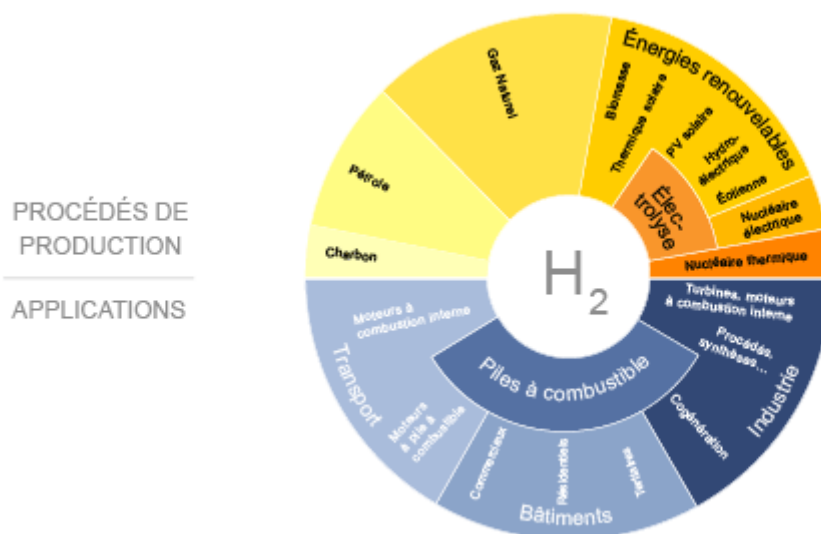 PROCÉDÉS DE
PRODUCTION
APPLICATIONS
Charbon
Pétrole
Gaz Naturel
Énergies renouvelables
Biomasse
Thermique solaire
PV solaire
Hydro-
électrique
Éolienne
Élec-
trolyse
Nucléaire
électrique
Nucléaire thermique
H2
Turbines, moteurs
à combustion interne
Procédés,
synthèses...
Cogénération
Industrie
Piles à combustible
Moteurs à
combustion interne
Moteurs
à pile à
combustible
Transport
Commerciaux
Résidentiels
Tertiaires
Bâtiments